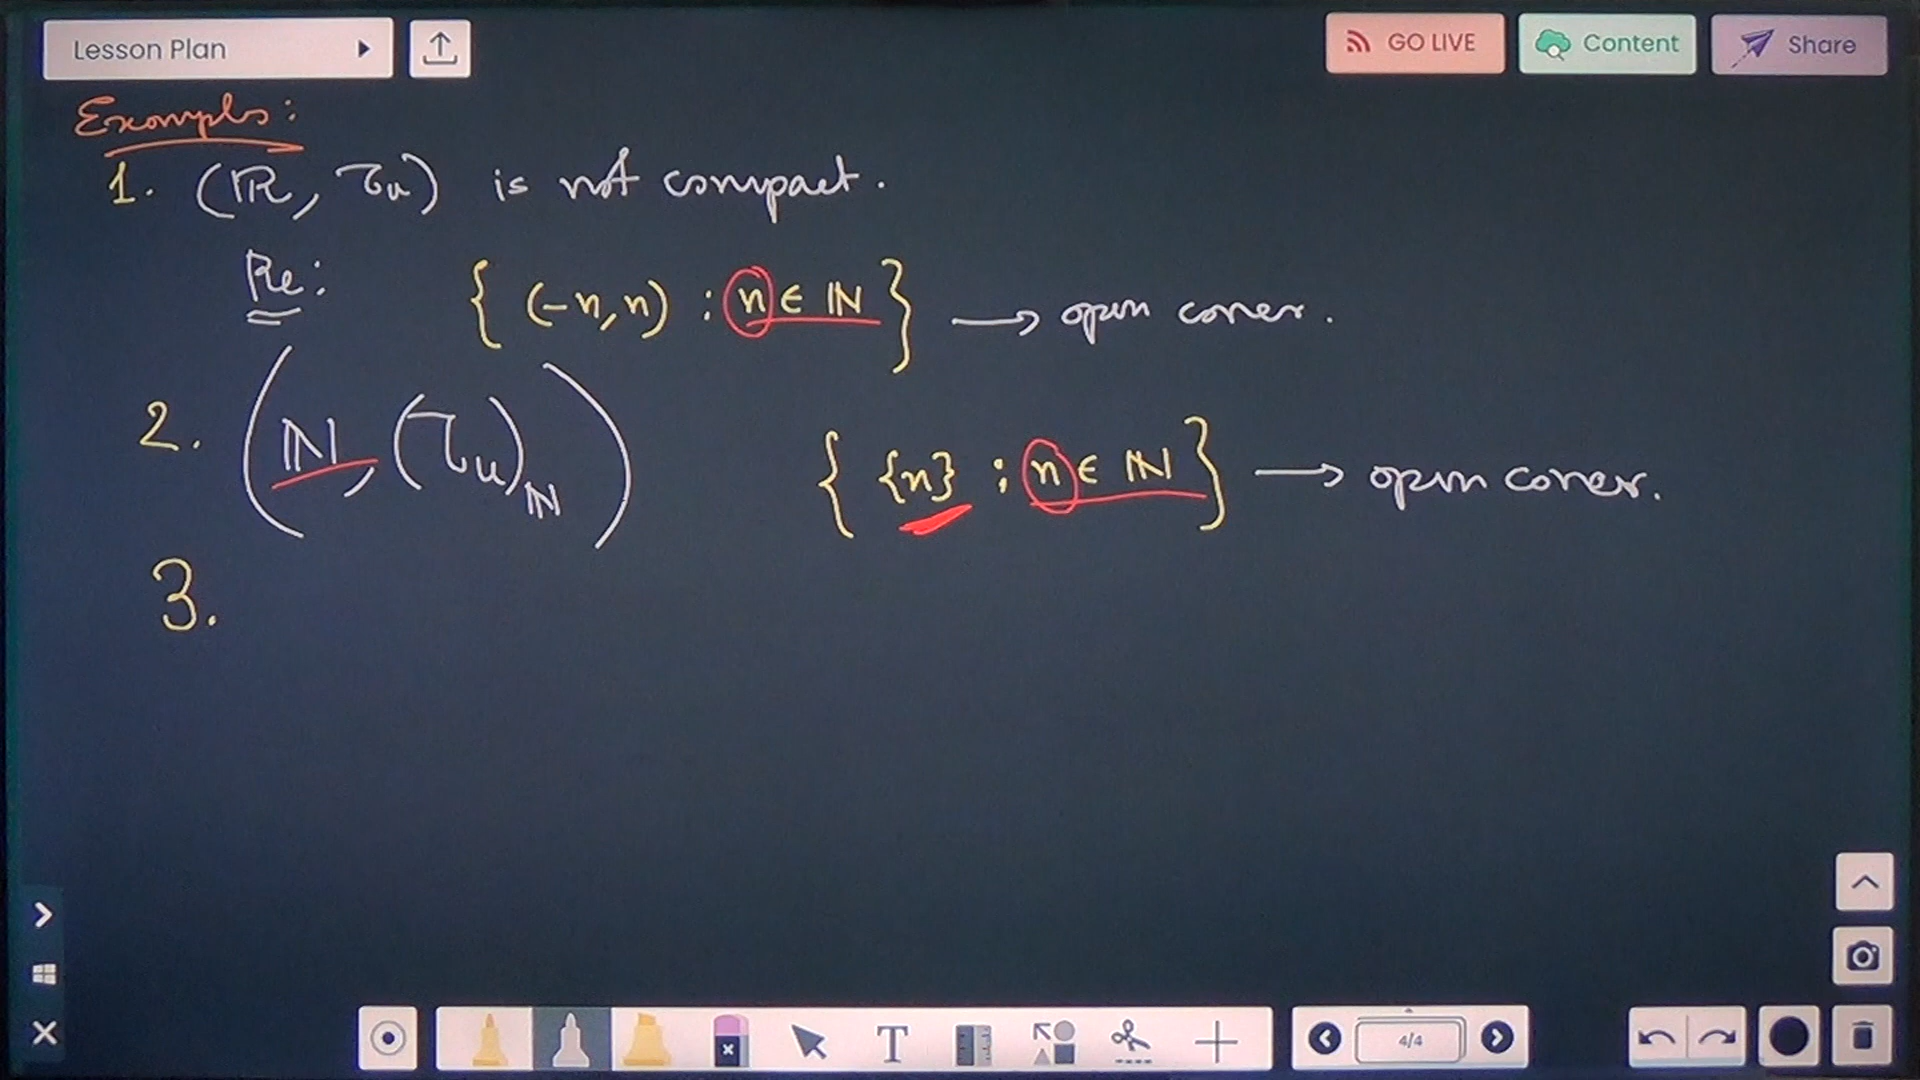 Lesson Plan
GO LIVE
Content
Share
Examples:
1. (ℝ, τᵤ) is not compact.
Re: { (-n, n) : n ∈ ℕ } → open cover.
2. (ℕ, (τᵤ)_ℕ) { {n} : n ∈ ℕ } → open cover.
3.
T
4/4